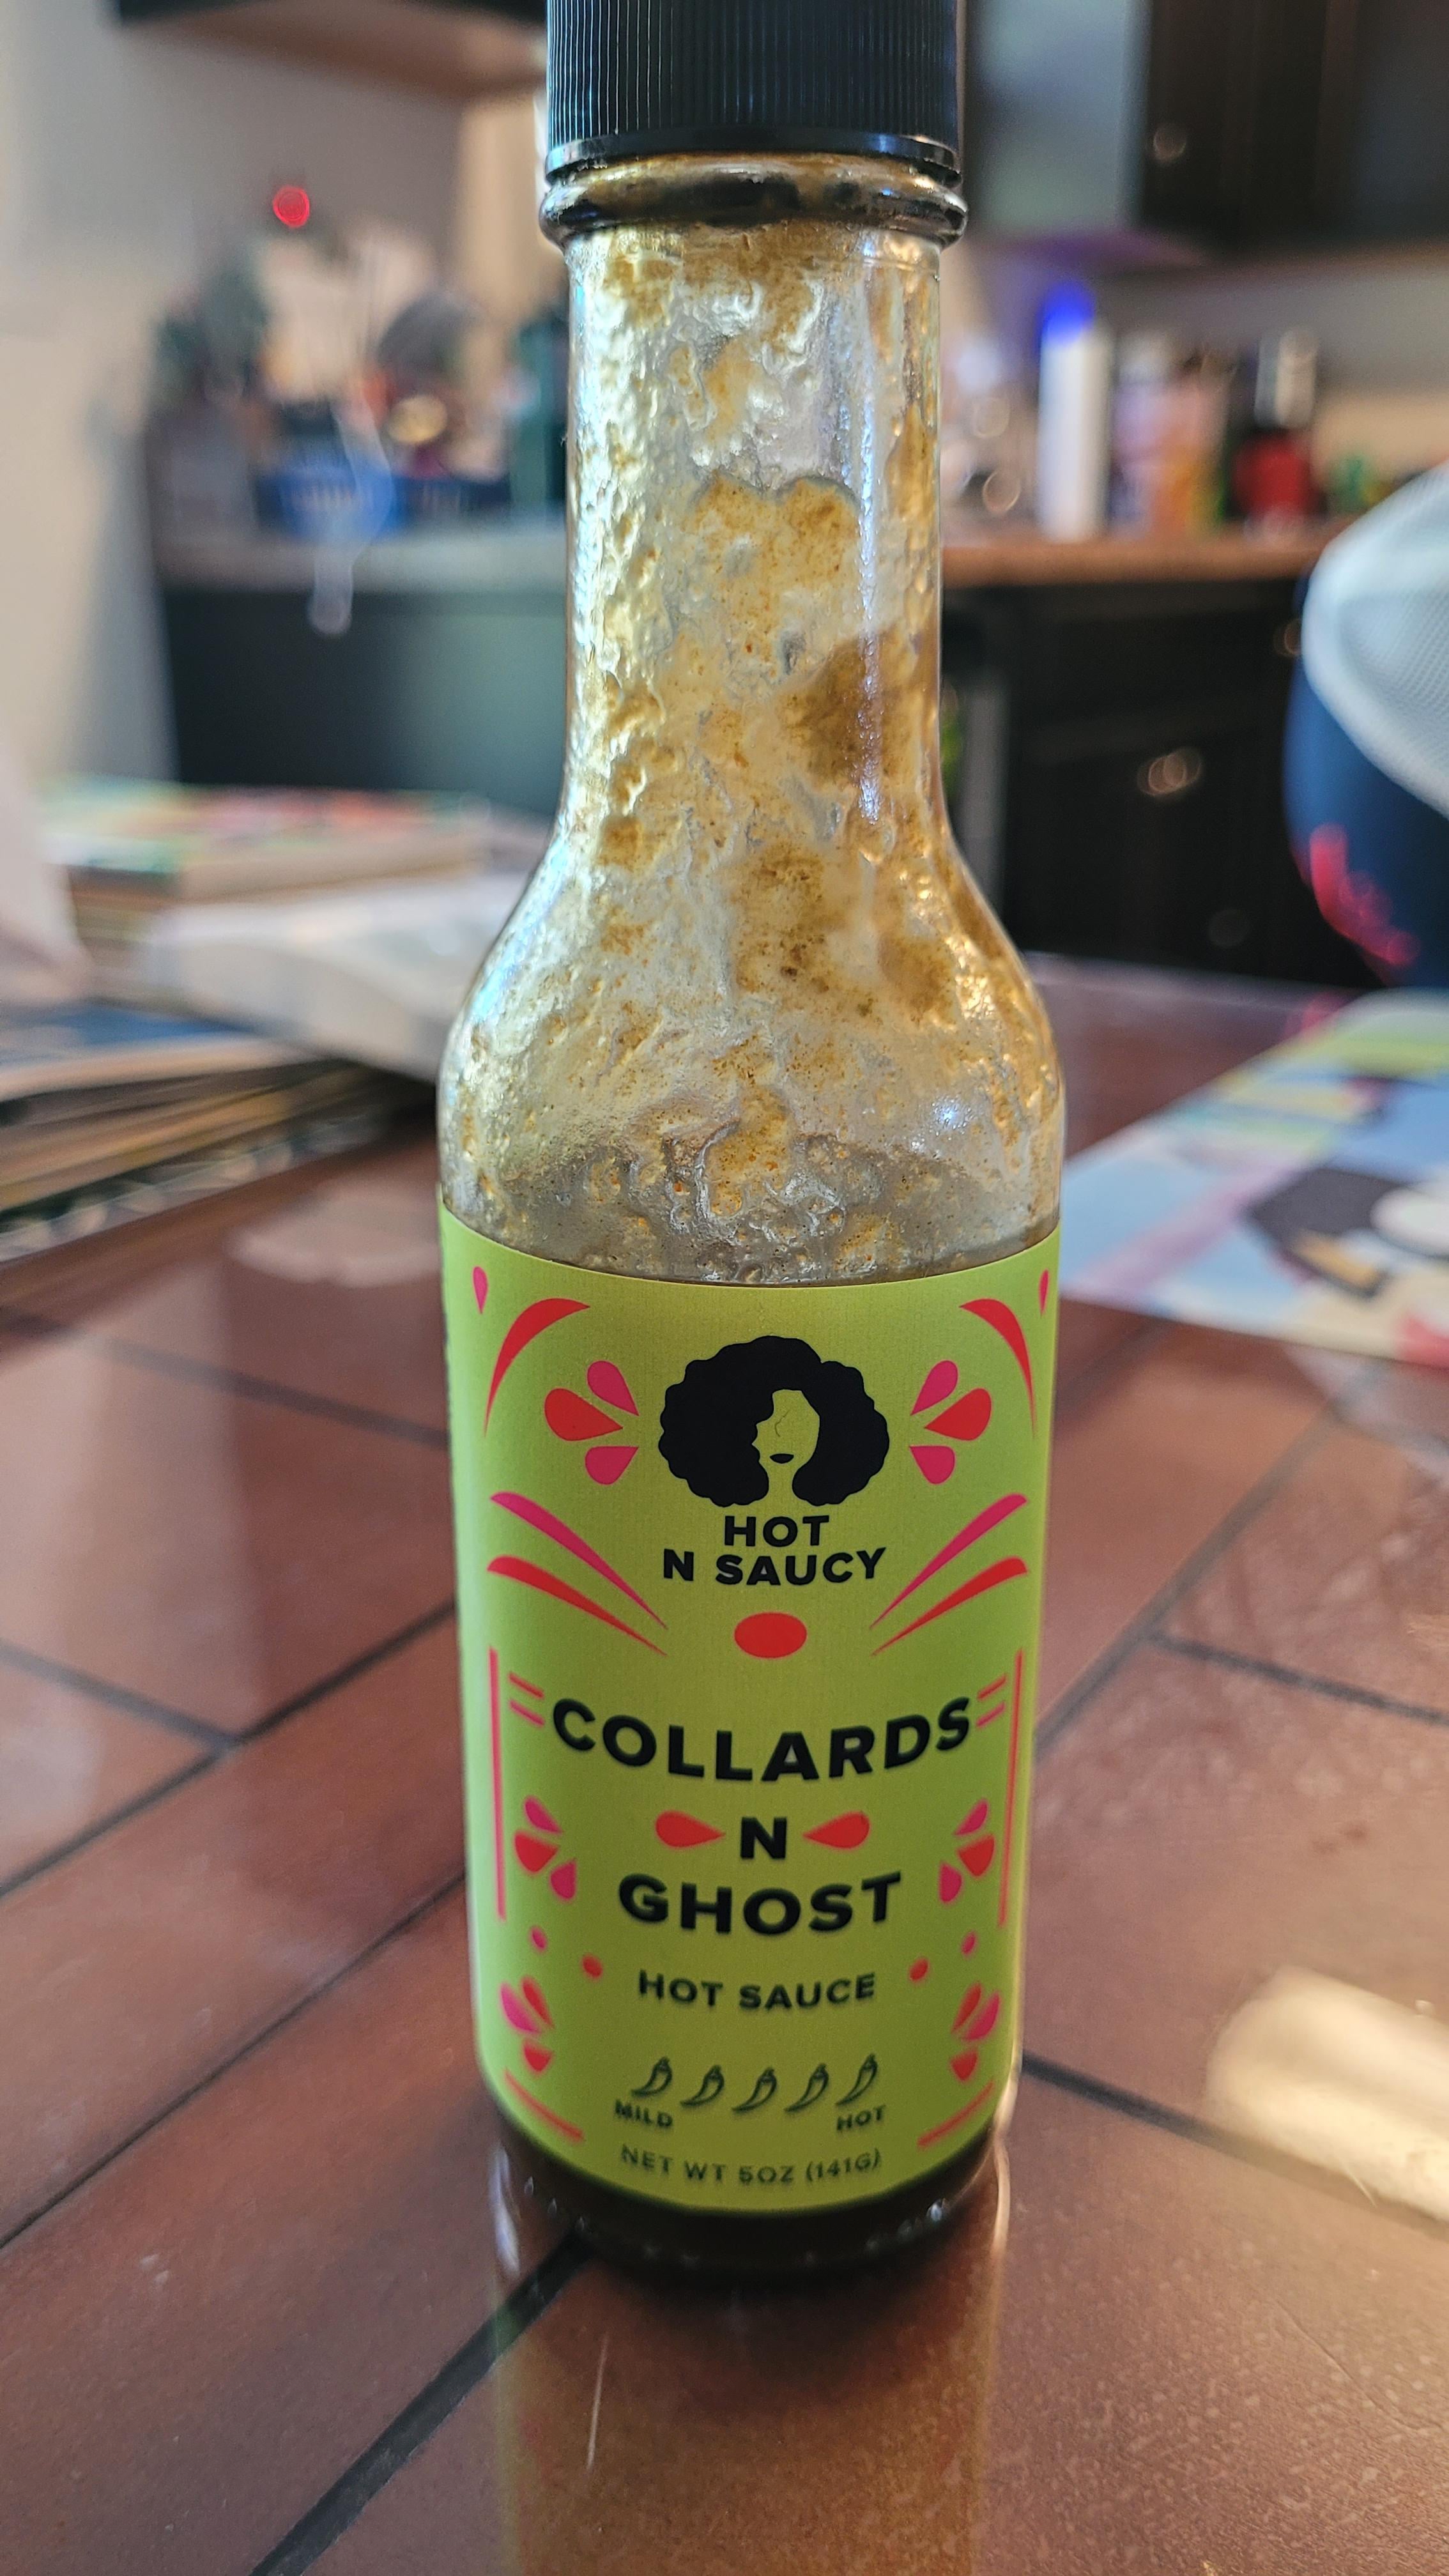 HOT
N SAUCY
COLLARDS
N
GHOST
HOT SAUCE
MILD HOT
NET WT 5OZ (141G)